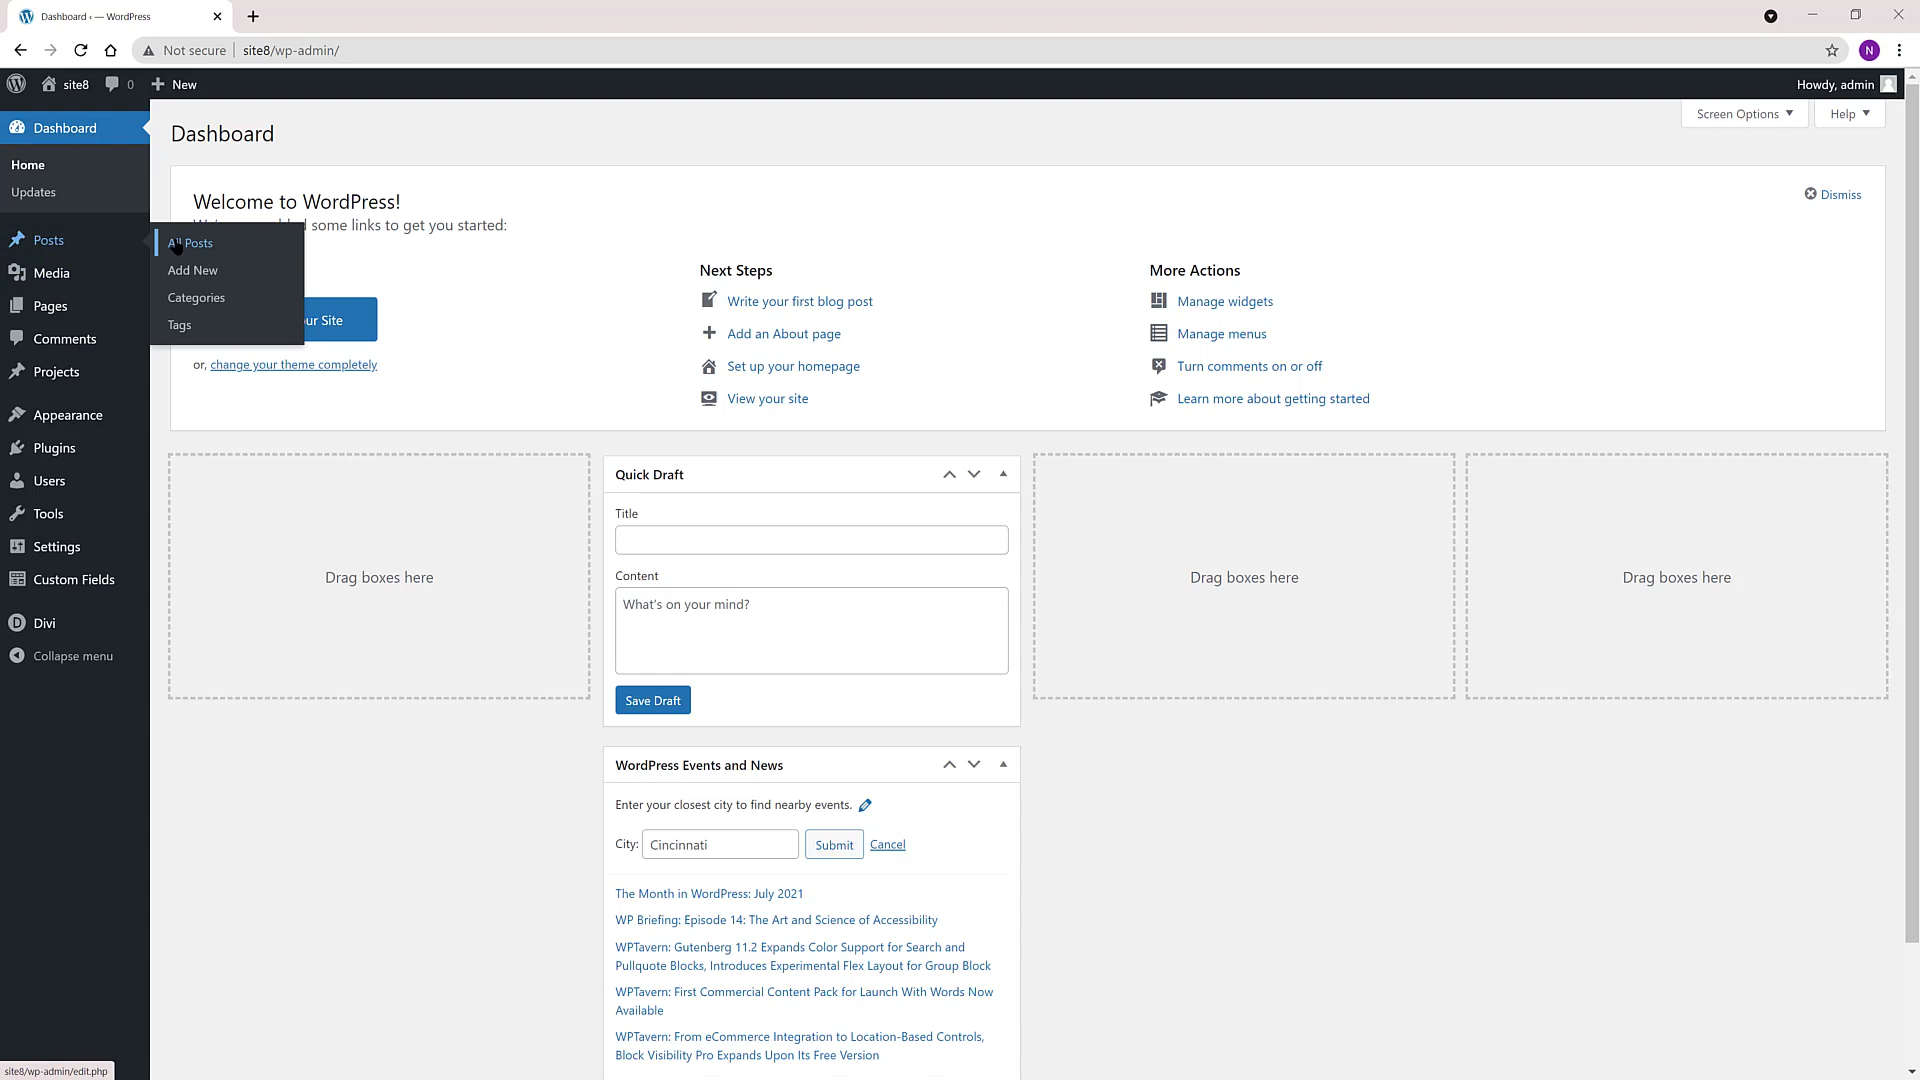 Dashboard ‹ — WordPress
Not secure
site8/wp-admin/
N
site8
0
New
Howdy, admin
Dashboard
Home
Updates
Posts
Media
Pages
Comments
Projects
Appearance
Plugins
Users
Tools
Settings
Custom Fields
Divi
Collapse menu
All Posts
Add New
Categories
Tags
Dashboard
Screen Options
Help
Welcome to WordPress!
some links to get you started:
Dismiss
ur Site
or, change your theme completely
Next Steps
Write your first blog post
Add an About page
Set up your homepage
View your site
More Actions
Manage widgets
Manage menus
Turn comments on or off
Learn more about getting started
Drag boxes here
Quick Draft
Title
Content
What's on your mind?
Save Draft
Drag boxes here
Drag boxes here
WordPress Events and News
Enter your closest city to find nearby events.
City: Cincinnati Submit Cancel
The Month in WordPress: July 2021
WP Briefing: Episode 14: The Art and Science of Accessibility
WPTavern: Gutenberg 11.2 Expands Color Support for Search and
Pullquote Blocks, Introduces Experimental Flex Layout for Group Block
WPTavern: First Commercial Content Pack for Launch With Words Now
Available
WPTavern: From eCommerce Integration to Location-Based Controls,
Block Visibility Pro Expands Upon Its Free Version
site8/wp-admin/edit.php